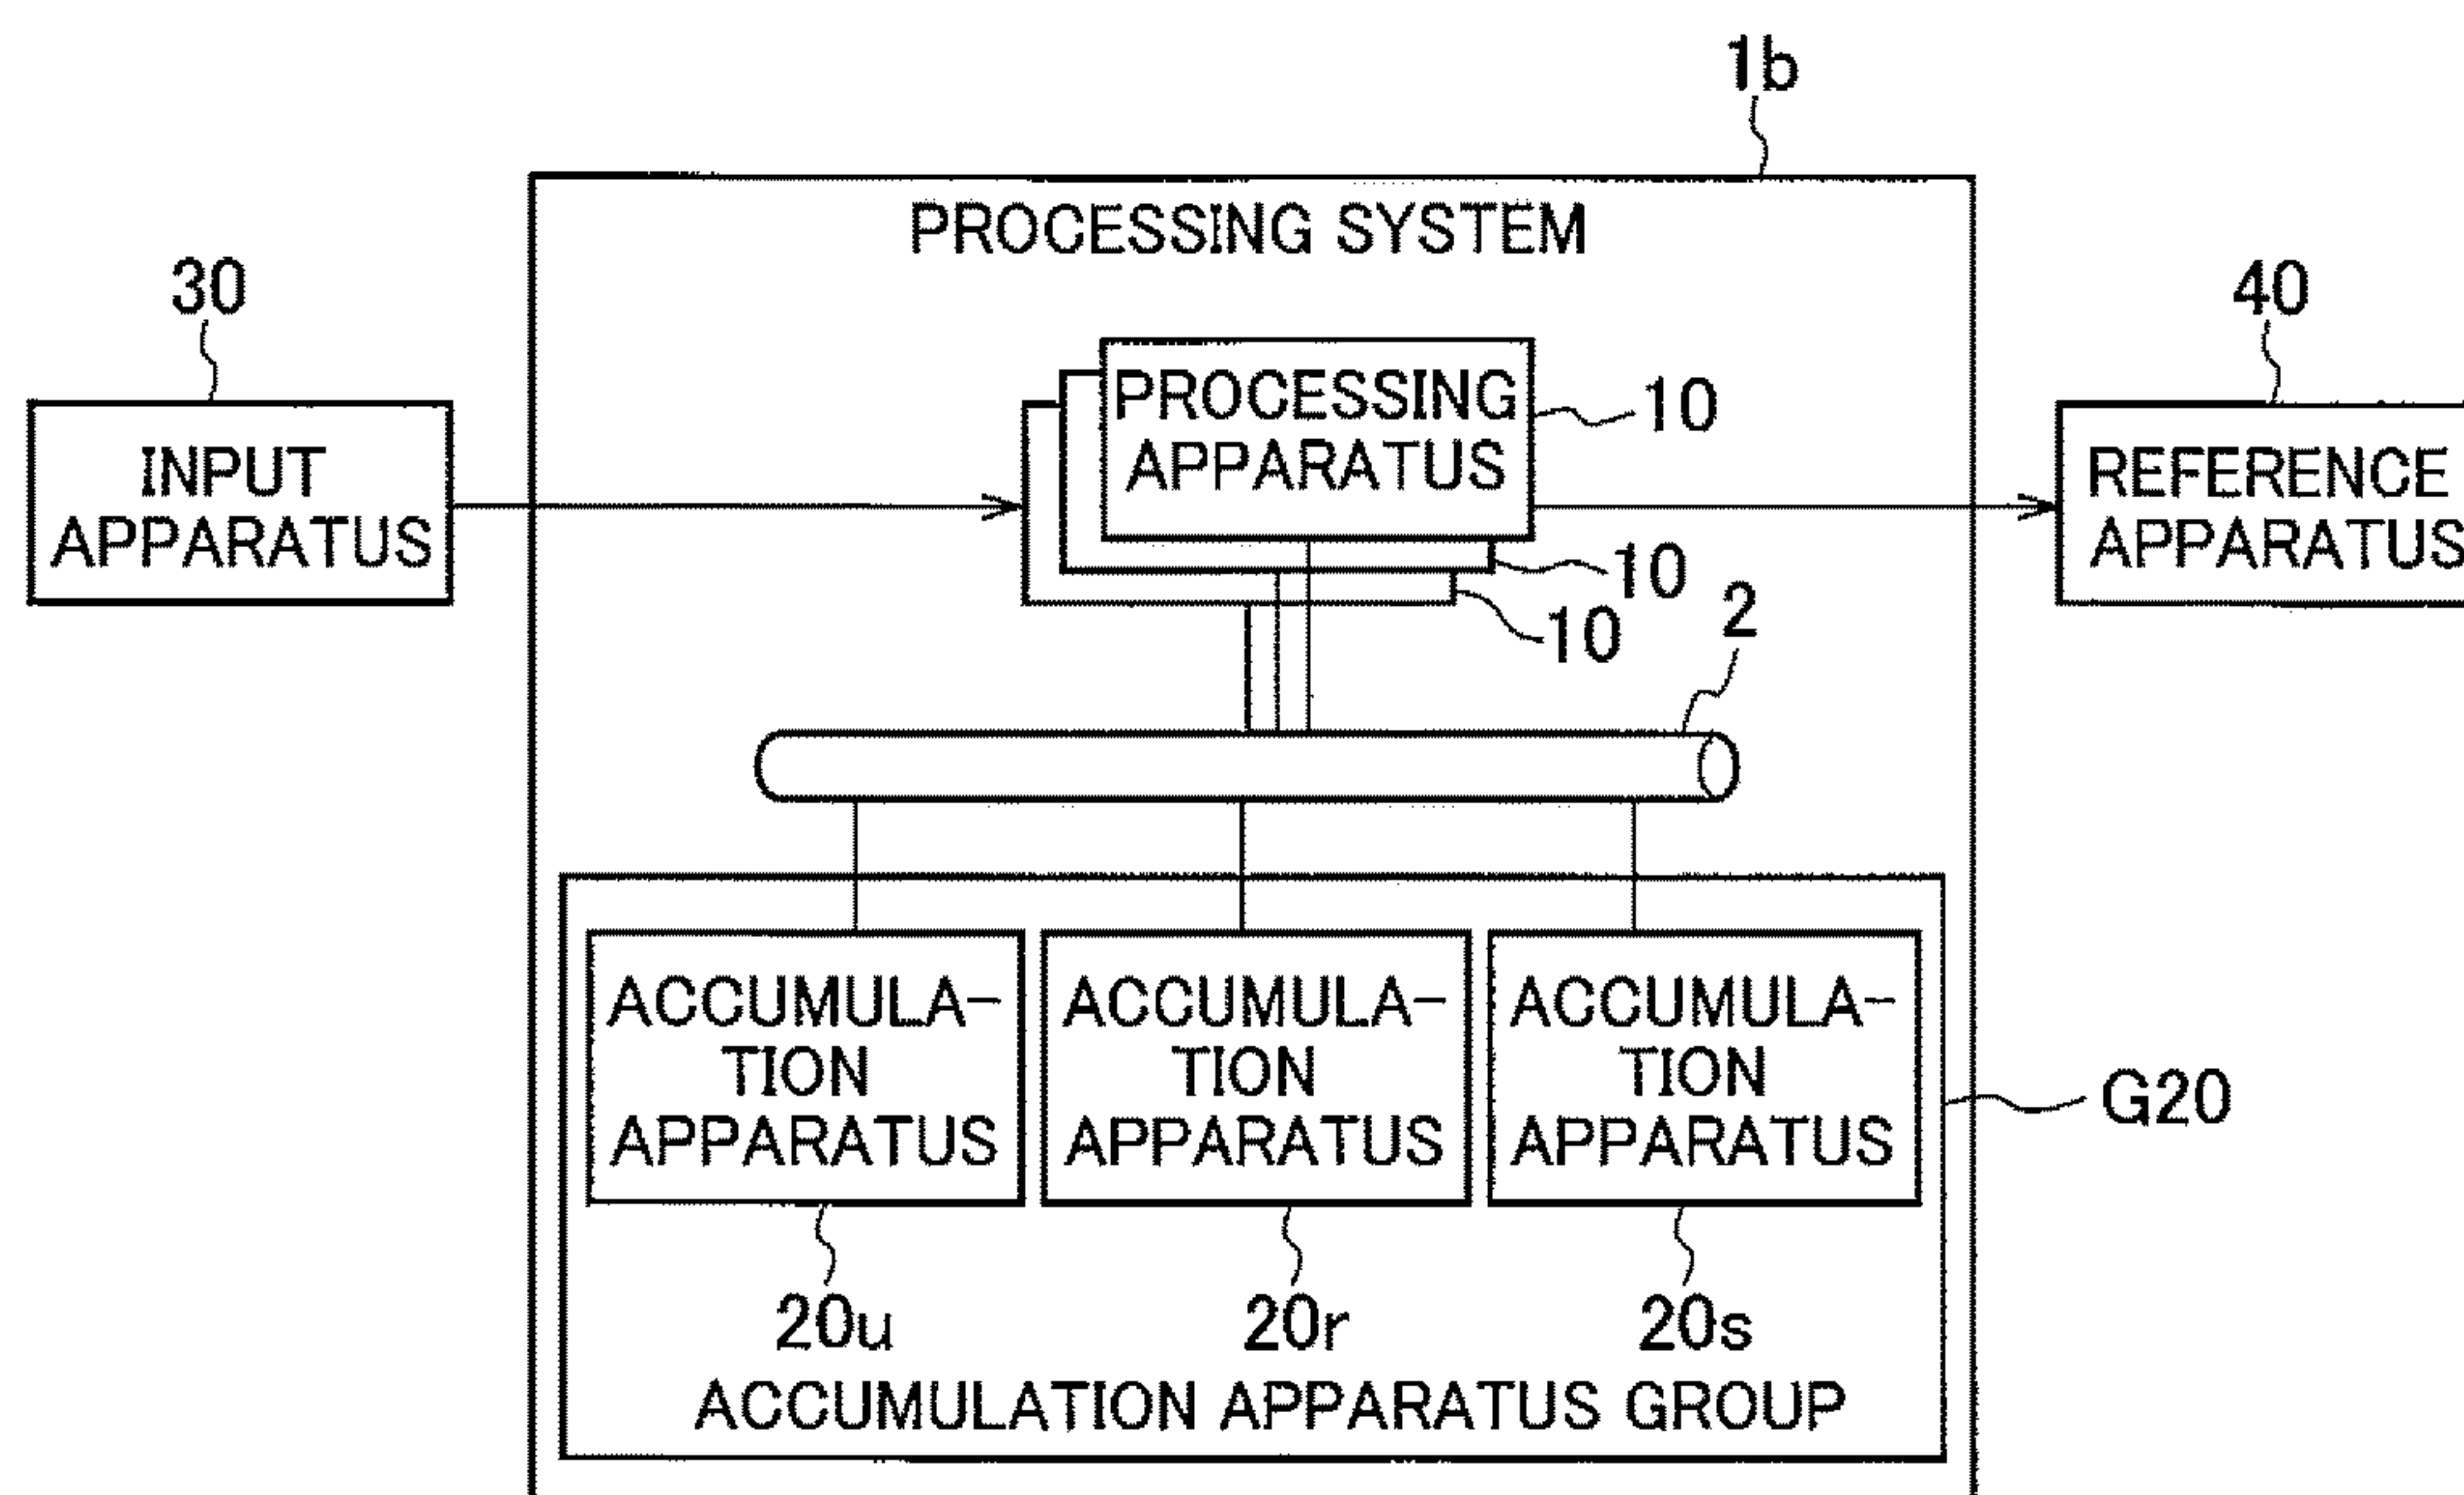 1b
PROCESSING SYSTEM
30
40
PROCESSING
APPARATUS
10
INPUT
APPARATUS
REFERENCE
APPARATUS
10
10
2
ACCUMULA-
TION
APPARATUS
ACCUMULA-
TION
APPARATUS
ACCUMULA-
TION
APPARATUS
G20
20u
20r
20s
ACCUMULATION APPARATUS GROUP